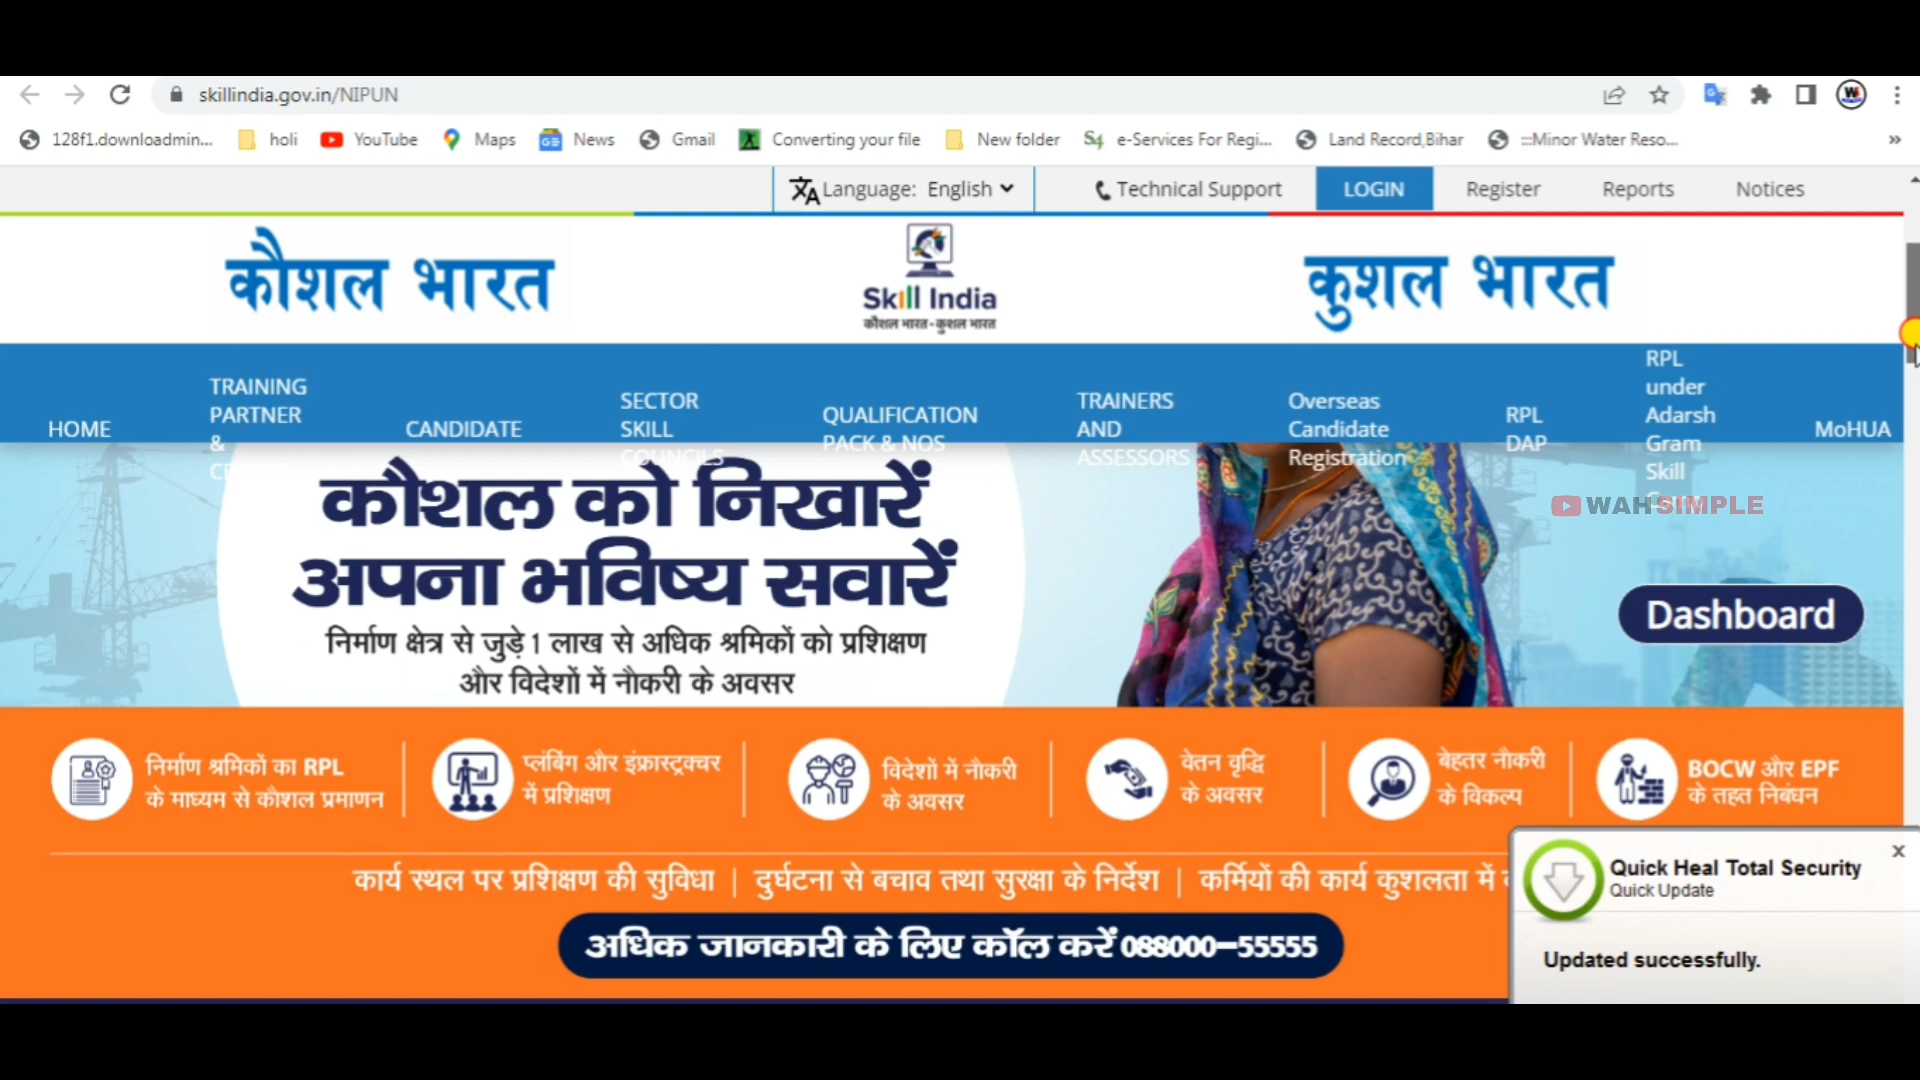 skillindia.gov.in/NIPUN
128f1.downloadmin... holi YouTube Maps News Gmail Converting your file New folder e-Services For Regi... Land Record,Bihar :::Minor Water Reso... »
Language: English Technical Support LOGIN Register Reports Notices
कौशल भारत
Skill India
कौशल भारत - कुशल भारत
कुशल भारत
HOME
TRAINING
PARTNER
&
CANDIDATE
SECTOR
SKILL
COUNCILS
QUALIFICATION
PACK & NOS
TRAINERS
AND
ASSESSORS
Overseas
Candidate
Registration
RPL
DAP
RPL
under
Adarsh
Gram
Skill
MoHUA
WAHSIMPLE
कौशल को निखारें
अपना भविष्य सवारें
निर्माण क्षेत्र से जुड़े 1 लाख से अधिक श्रमिकों को प्रशिक्षण
और विदेशों में नौकरी के अवसर
Dashboard
निर्माण श्रमिकों का RPL
के माध्यम से कौशल प्रमाणन
प्लंबिंग और इंफ्रास्ट्रक्चर
में प्रशिक्षण
विदेशों में नौकरी
के अवसर
वेतन वृद्धि
के अवसर
बेहतर नौकरी
के विकल्प
BOCW और EPF
के तहत निबंधन
कार्य स्थल पर प्रशिक्षण की सुविधा | दुर्घटना से बचाव तथा सुरक्षा के निर्देश | कर्मियों की कार्य कुशलता में
अधिक जानकारी के लिए कॉल करें 088000-55555
Quick Heal Total Security
Quick Update
Updated successfully.